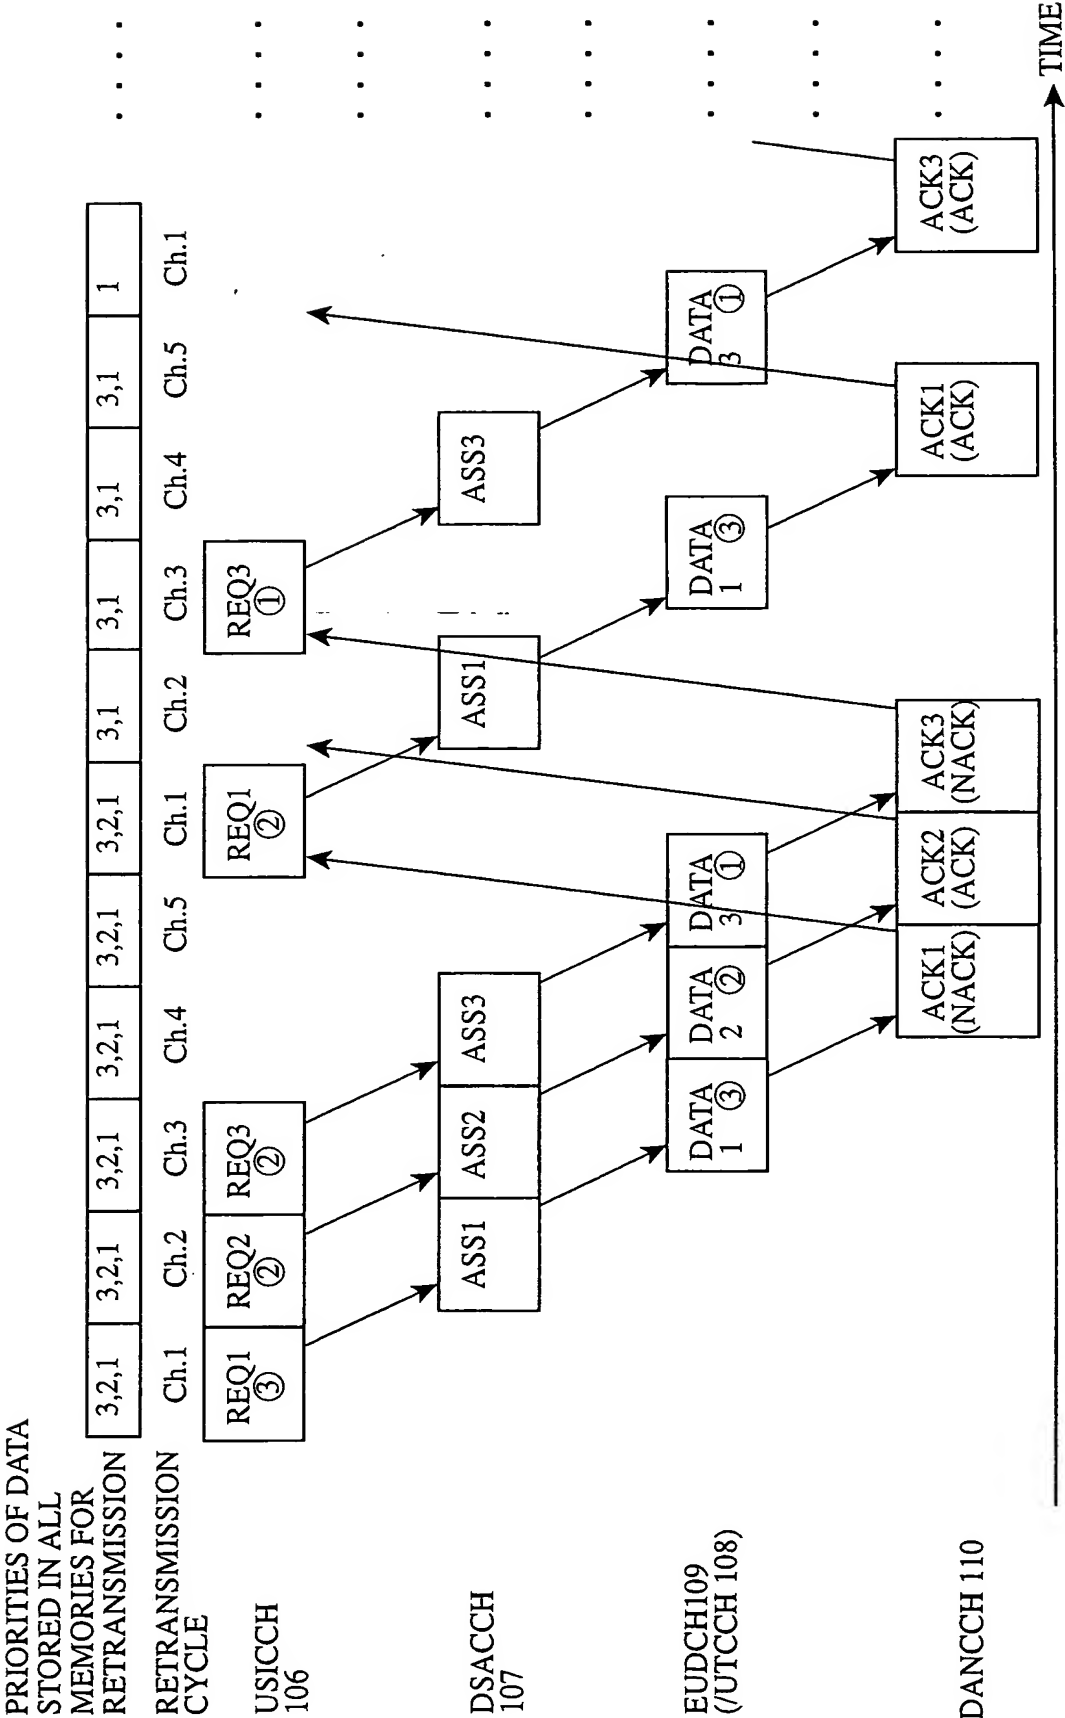 PRIORITIES OF DATA
STORED IN ALL
MEMORIES FOR
RETRANSMISSION
3,2,1
3,2,1
3,2,1
3,2,1
3,2,1
3,2,1
3,1
3,1
3,1
3,1
1
RETRANSMISSION
CYCLE
Ch.1
Ch.2
Ch.3
Ch.4
Ch.5
Ch.1
Ch.2
Ch.3
Ch.4
Ch.5
Ch.1
USICCH
106
REQ1
③
REQ2
②
REQ3
②
REQ1
②
REQ3
①
DSACCH
107
ASS1
ASS2
ASS3
ASS1
ASS3
EUDCH109
(/UTCCH 108)
DATA
1 ③
DATA
2 ②
DATA
3 ①
DATA
1 ③
DATA
3 ①
DANCCH 110
ACK1
(NACK)
ACK2
(ACK)
ACK3
(NACK)
ACK1
(ACK)
ACK3
(ACK)
TIME